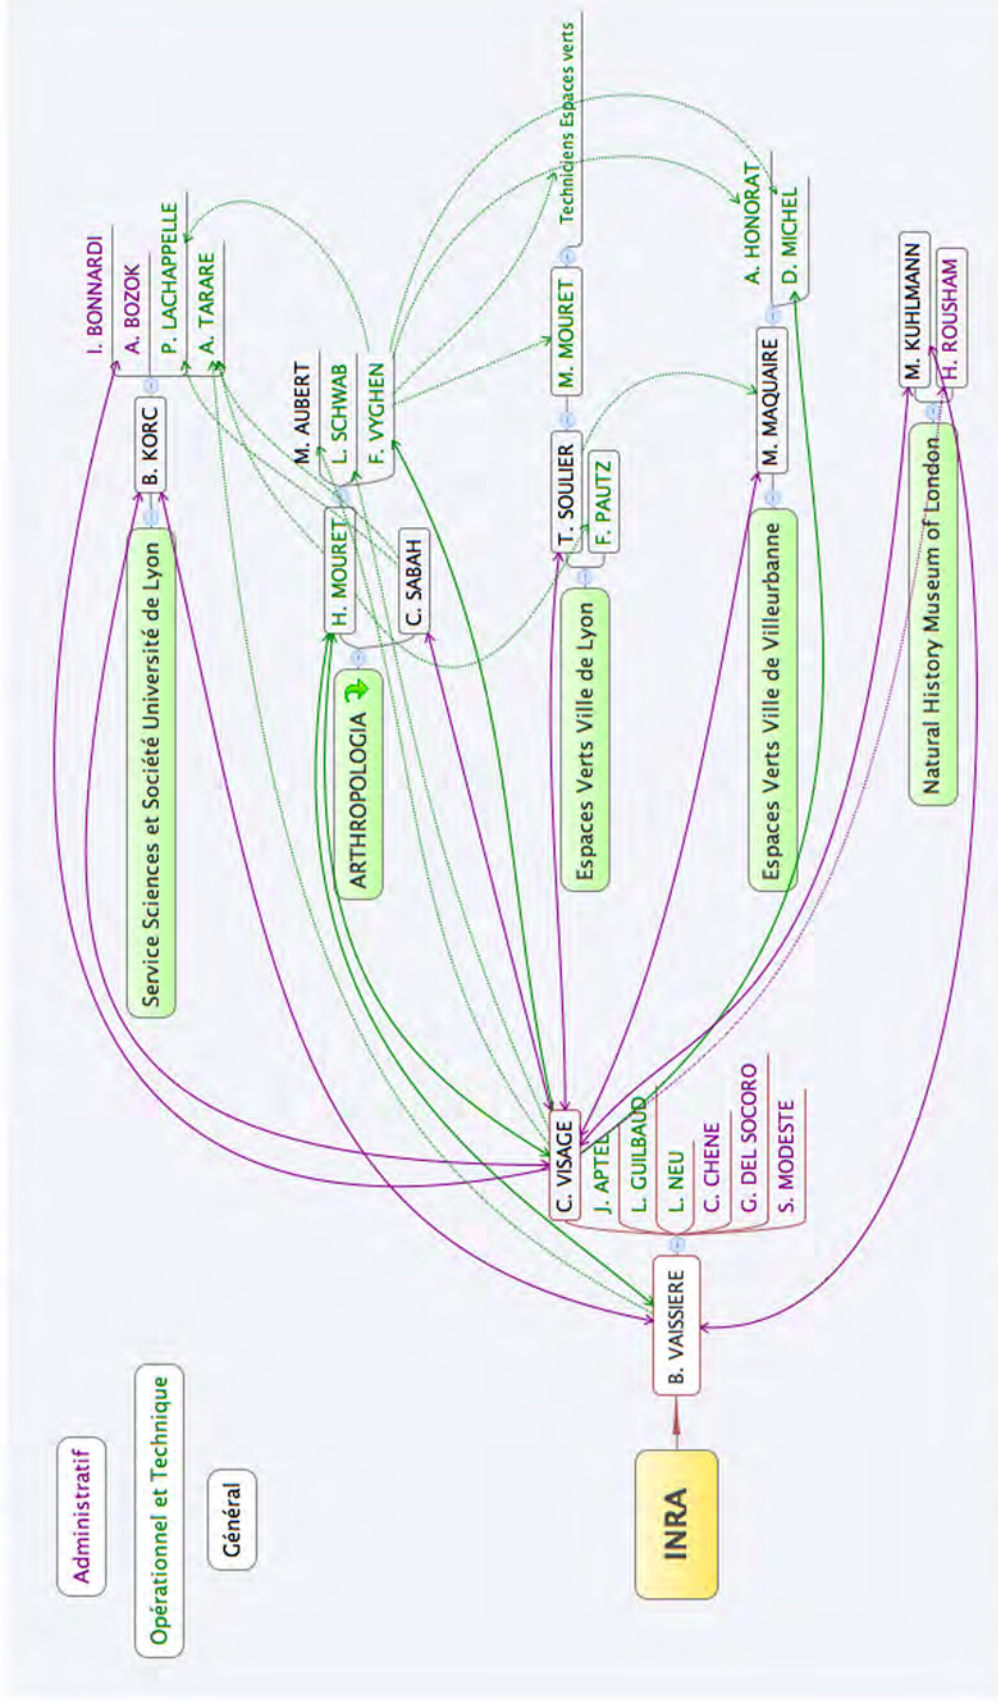 Administratif
Opérationnel et Technique
Général
INRA
B. VAISSIERE
C. VISAGE
J. APTEL
L. GUILBAUD
L. NEU
C. CHENE
G. DEL SOCORO
S. MODESTE
Service Sciences et Société Université de Lyon
B. KORC
I. BONNARDI
A. BOZOK
P. LACHAPPELLE
A. TARARE
ARTHROPOLOGIA
H. MOURET
C. SABAH
M. AUBERT
L. SCHWAB
F. VYGHEN
Espaces Verts Ville de Lyon
T. SOULIER
F. PAUTZ
M. MOURET
Techniciens Espaces verts
Espaces Verts Ville de Villeurbanne
M. MAQUAIRE
A. HONORAT
D. MICHEL
Natural History Museum of London
M. KUHLMANN
H. ROUSHAM